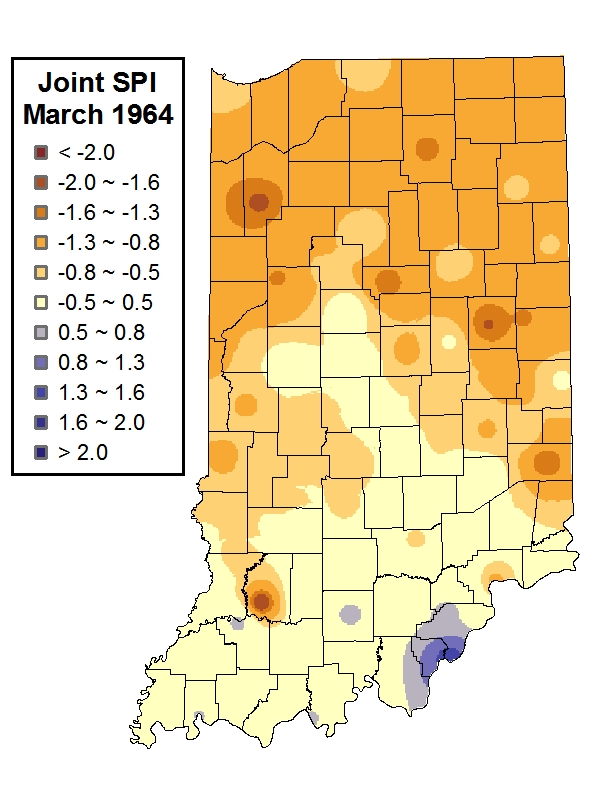 Joint SPI
March 1964
< -2.0
-2.0 ~ -1.6
-1.6 ~ -1.3
-1.3 ~ -0.8
-0.8 ~ -0.5
-0.5 ~ 0.5
0.5 ~ 0.8
0.8 ~ 1.3
1.3 ~ 1.6
1.6 ~ 2.0
> 2.0